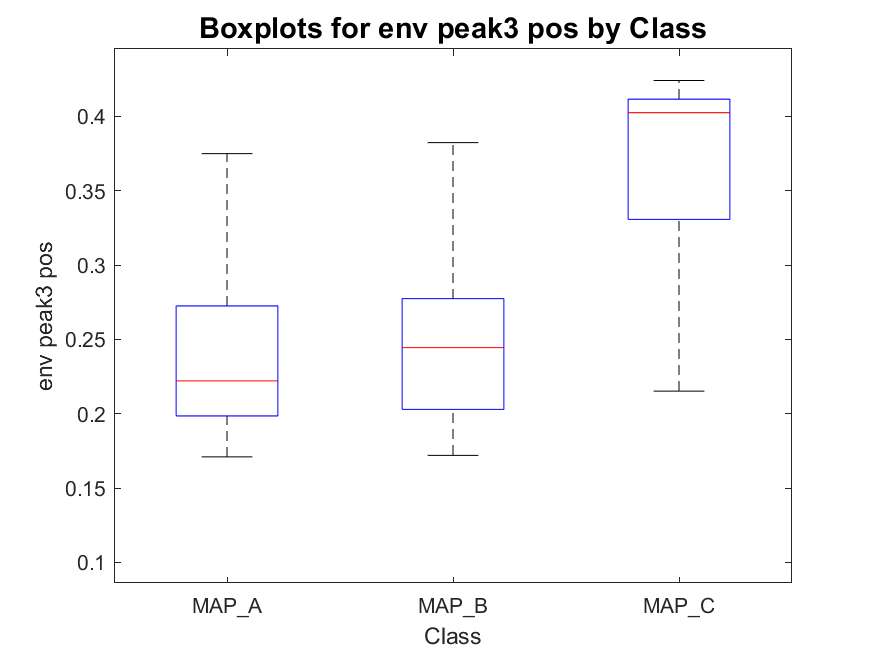 Boxplots for env peak3 pos by Class
env peak3 pos
0.4
0.35
0.3
0.25
0.2
0.15
0.1
MAP_A
MAP_B
MAP_C
Class